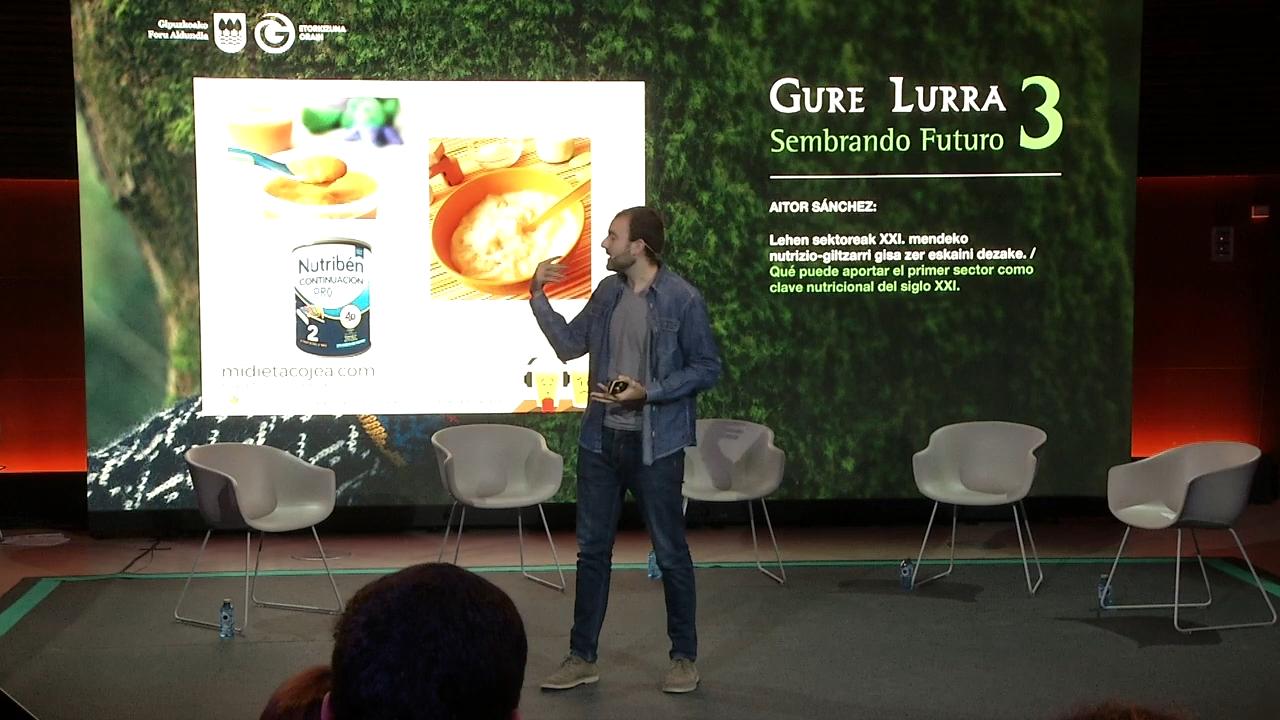 Gipuzkoako
Foru Aldundia
ETORKIZUNA
ORAIN
GURE LURRA 3
Sembrando Futuro
AITOR SÁNCHEZ:
Lehen sektoreak XXI. mendeko
nutrizio-giltzarri gisa zer eskaini dezake. /
Qué puede aportar el primer sector como
clave nutricional del siglo XXI.
Nutribén
CONTINUACIÓN
PRO
2
midietacojea.com